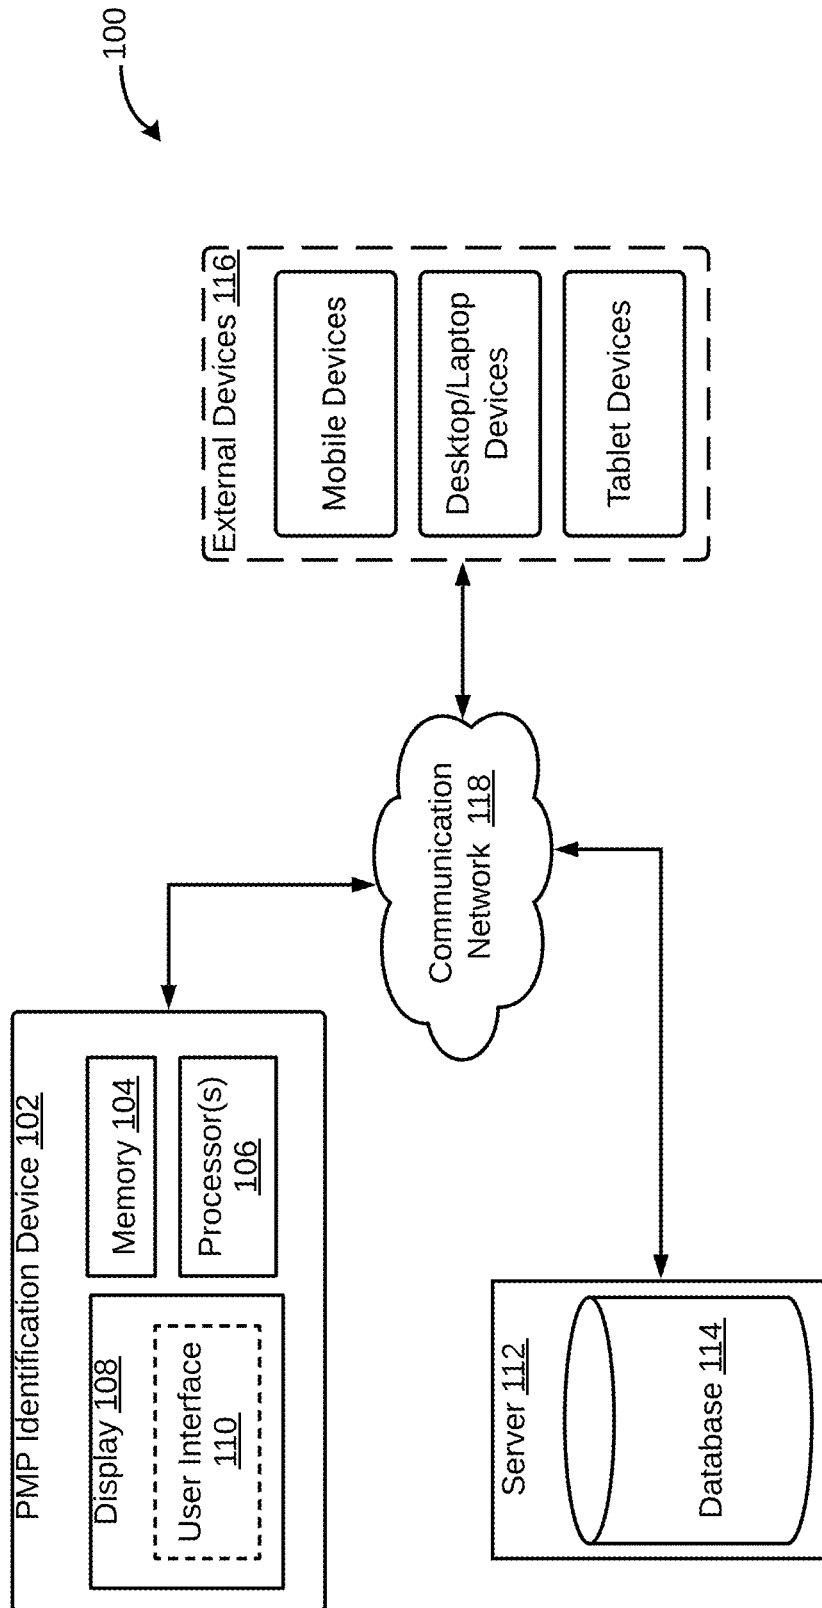 100
PMP Identification Device 102
Display 108
User Interface
110
Memory 104
Processor(s)
106
Communication
Network 118
External Devices 116
Mobile Devices
Desktop/Laptop
Devices
Tablet Devices
Server 112
Database 114